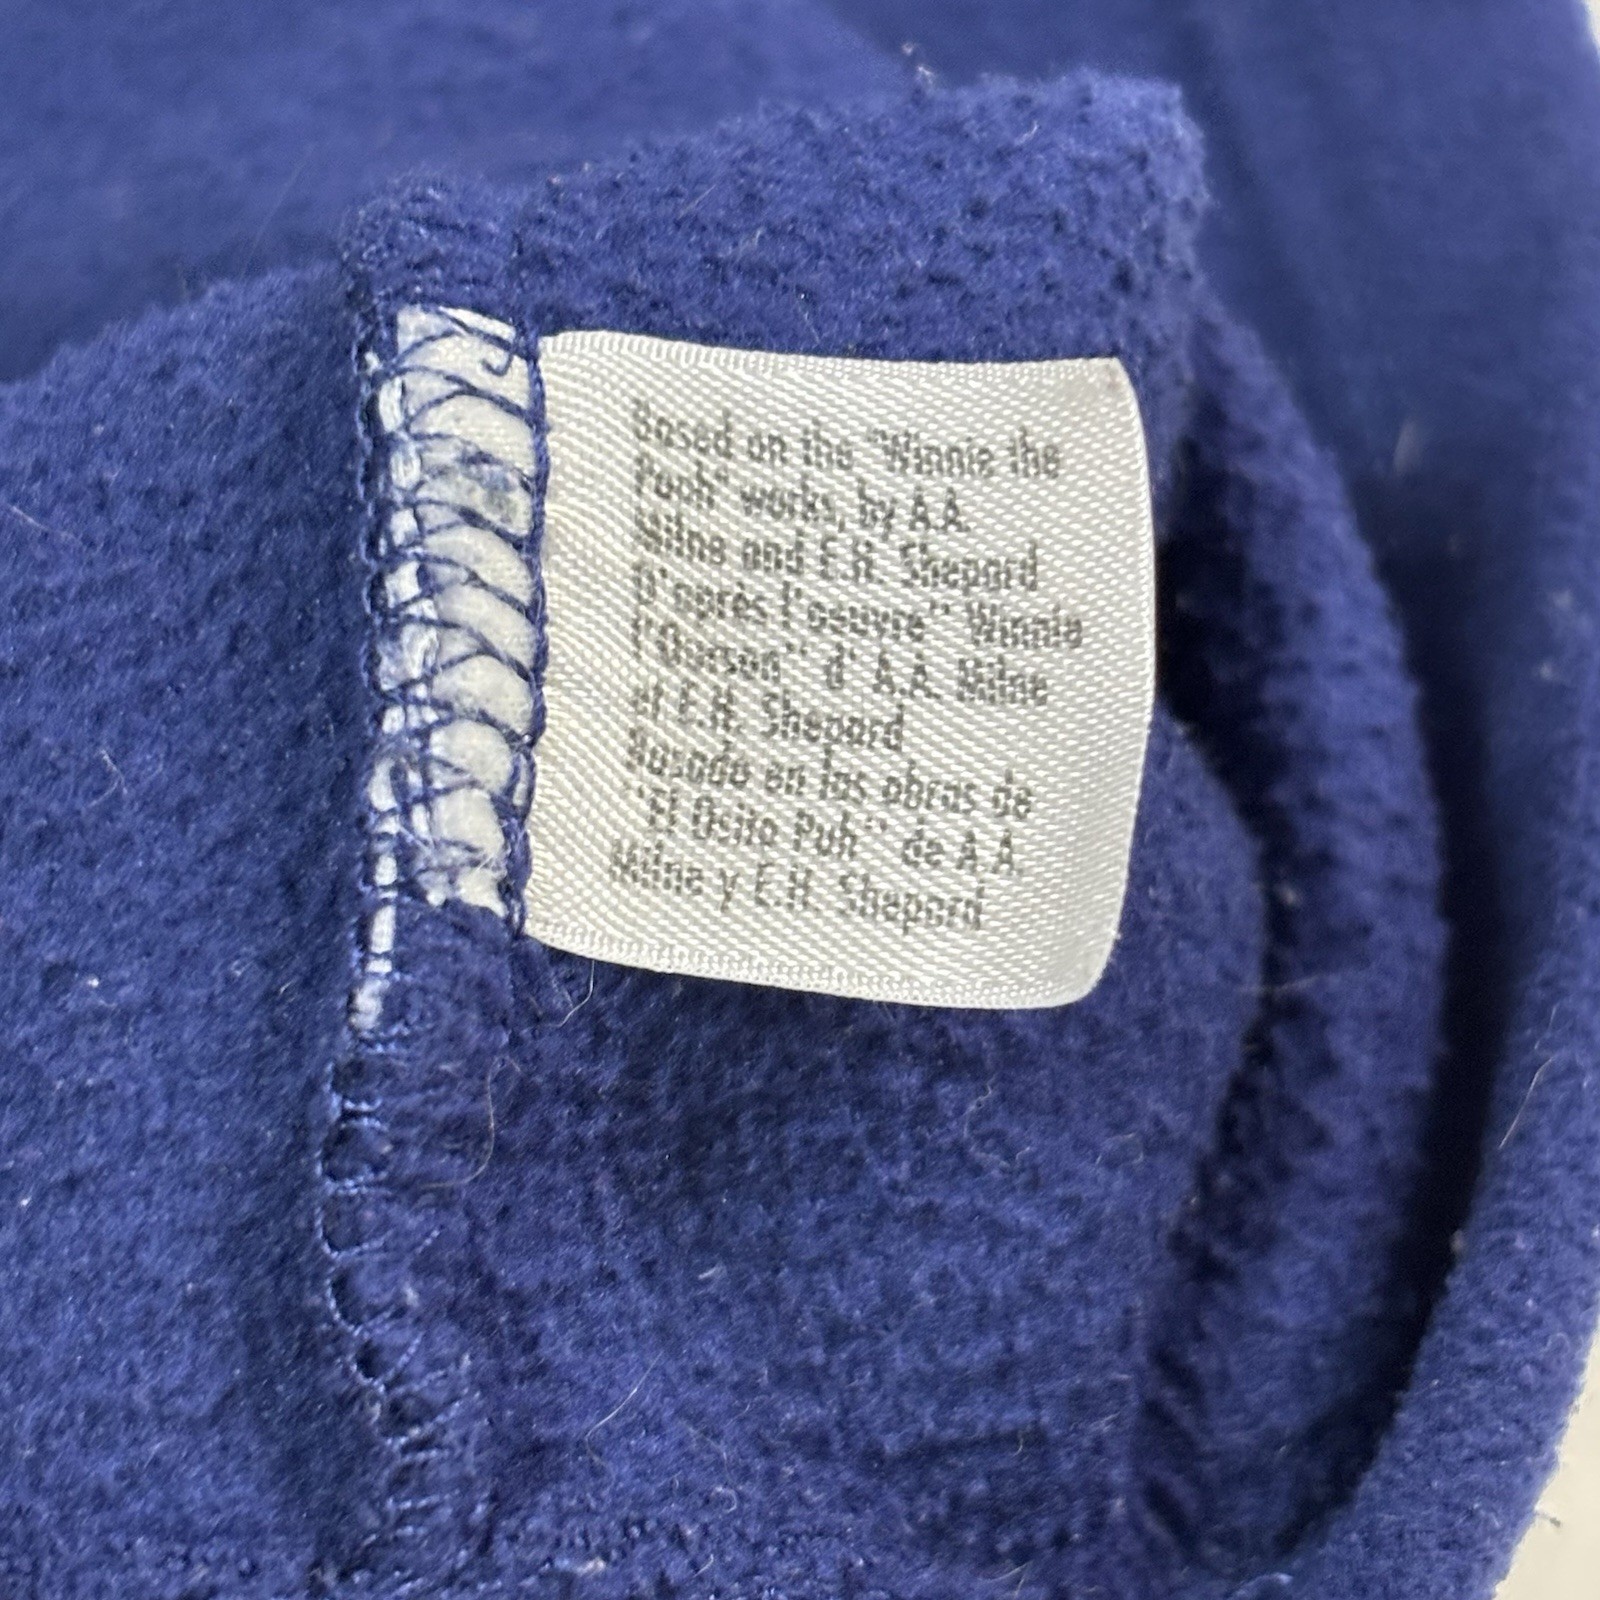 Based on the "Winnie the
Pooh" works, by A.A.
Milne and E.H. Shepard
D'après l'oeuvre" Winnie
l'Ourson" d' A.A. Milne
et E.H. Shepard
Basado en las obras de
"El Osito Puh" de A.A.
Milne y E.H. Shepard